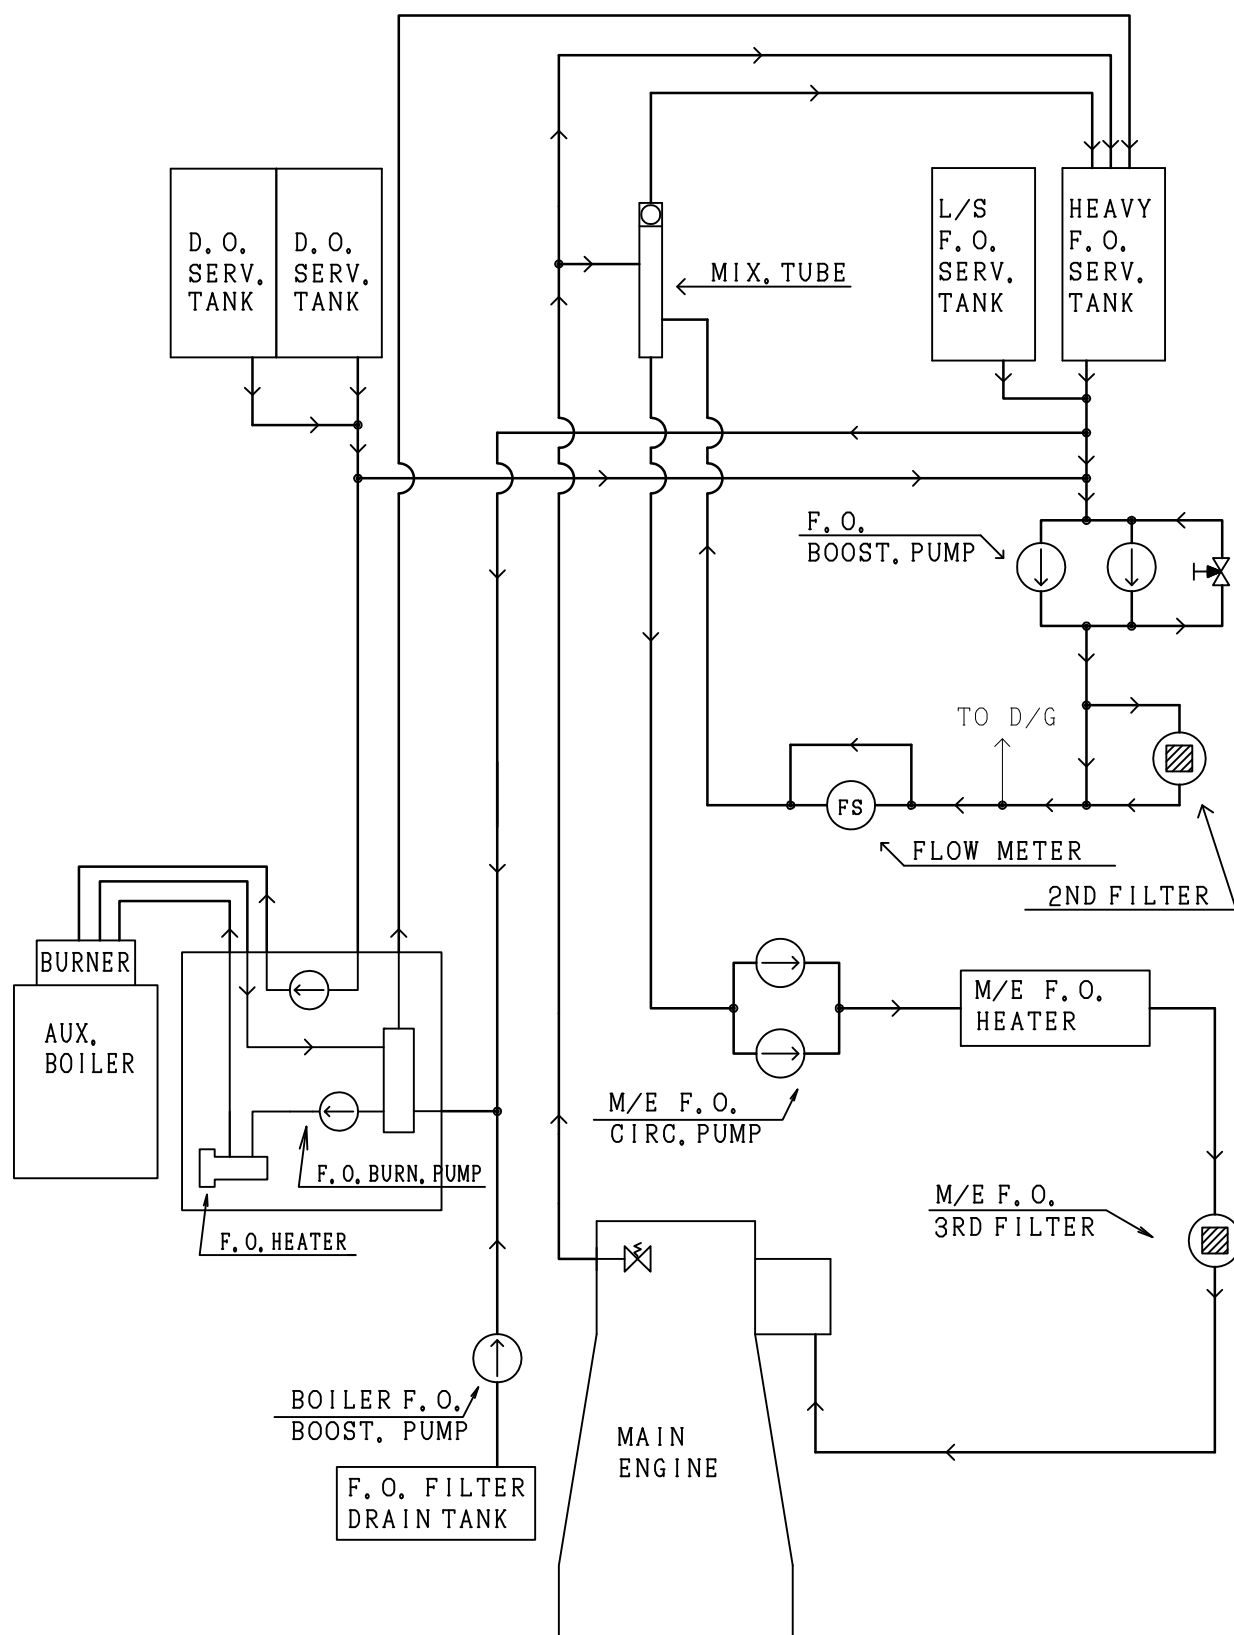 D.O.
SERV.
TANK
D.O.
SERV.
TANK
MIX. TUBE
L/S
F.O.
SERV.
TANK
HEAVY
F.O.
SERV.
TANK
F.O.
BOOST. PUMP
TO D/G
FS
FLOW METER
2ND FILTER
BURNER
AUX.
BOILER
F.O. BURN. PUMP
F.O. HEATER
M/E F.O.
CIRC. PUMP
M/E F.O.
HEATER
M/E F.O.
3RD FILTER
BOILER F.O.
BOOST. PUMP
F.O. FILTER
DRAIN TANK
MAIN
ENGINE